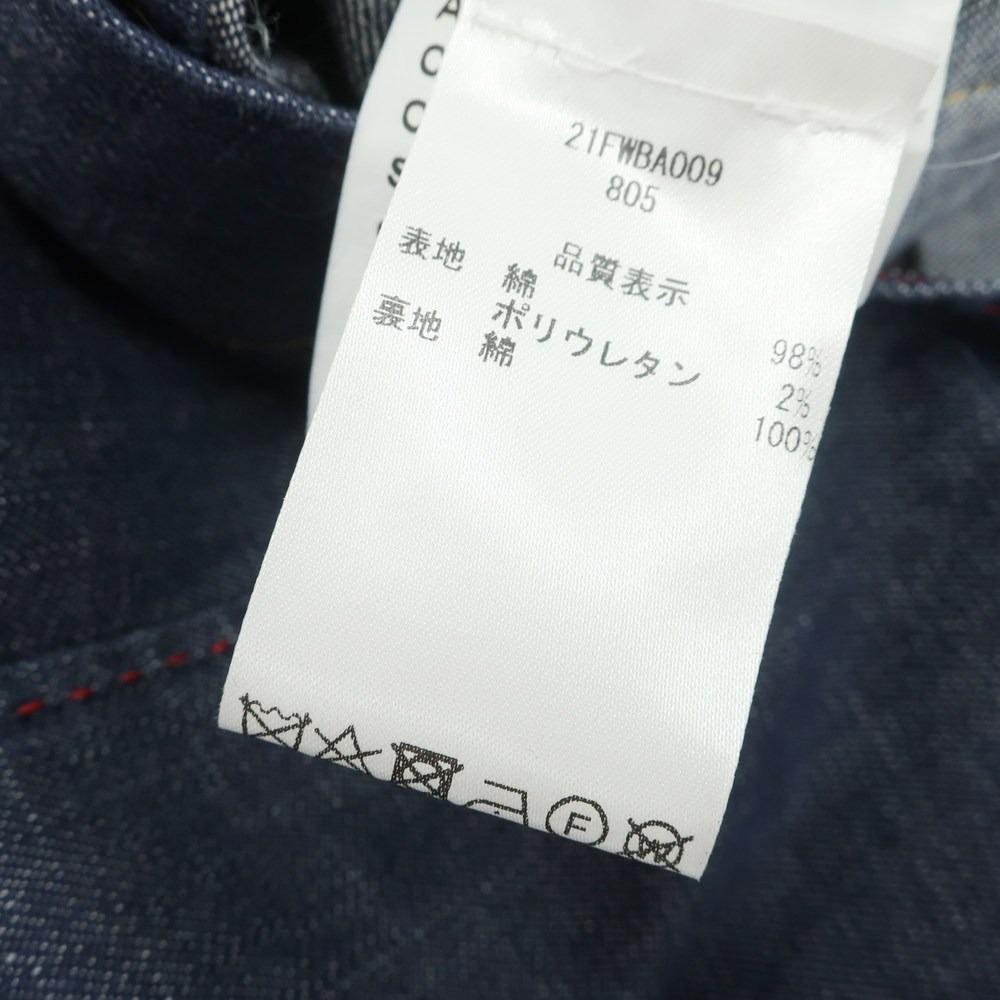 21FWBA009
805
品質表示
表地 綿 98%
ポリウレタン 2%
裏地 綿 100%
F
W